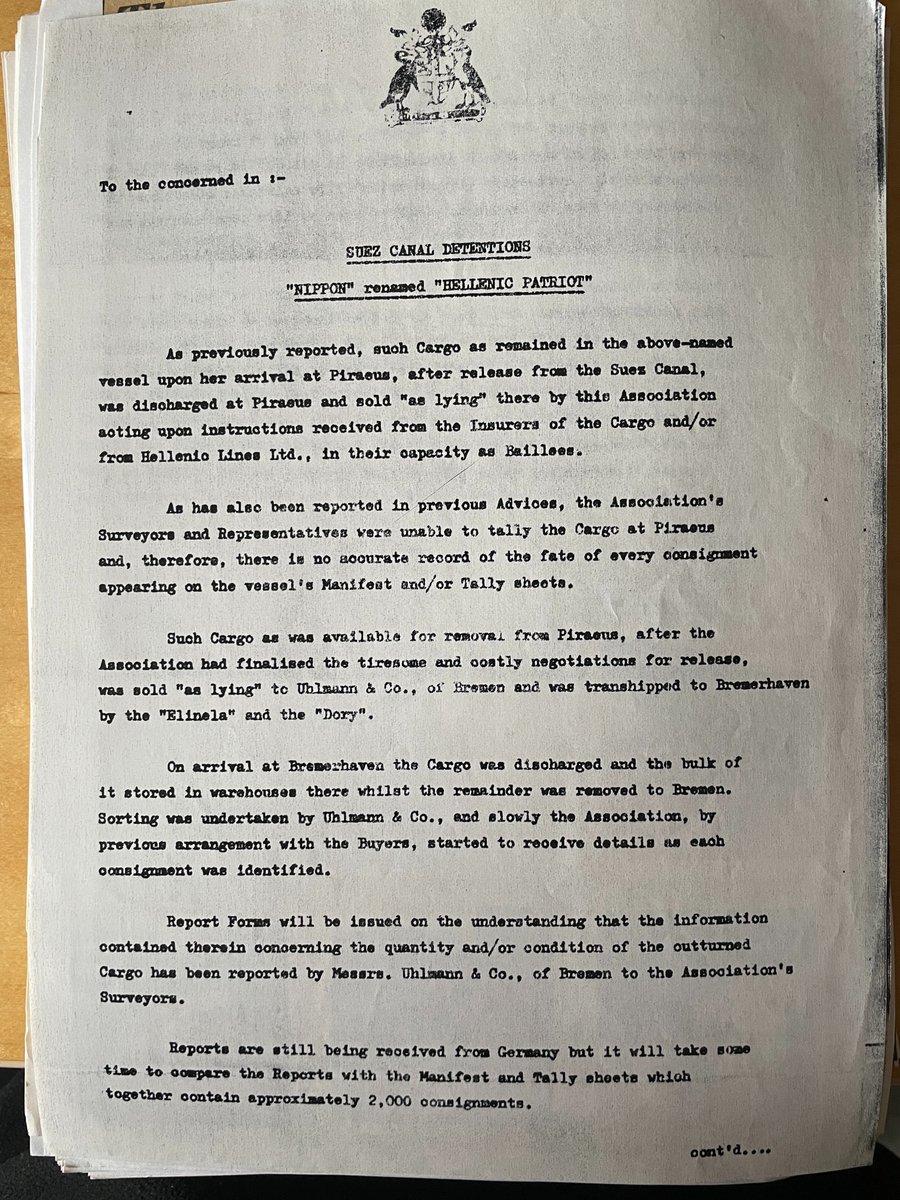 To the concerned in :-
SUEZ CANAL DETENTIONS
"NIPPON" renamed "HELLENIC PATRIOT"
As previously reported, such Cargo as remained in the above-named
vessel upon her arrival at Piraeus, after release from the Suez Canal,
was discharged at Piraeus and sold "as lying" there by this Association
acting upon instructions received from the Insurers of the Cargo and/or
from Hellenic Lines Ltd., in their capacity as Baillees.
As has also been reported in previous Advices, the Association's
Surveyors and Representatives were unable to tally the Cargo at Piraeus
and, therefore, there is no accurate record of the fate of every consignment
appearing on the vessel's Manifest and/or Tally sheets.
Such Cargo as was available for removal from Piraeus, after the
Association had finalised the tiresome and costly negotiations for release,
was sold "as lying" to Uhlmann & Co., of Bremen and was transhipped to Bremerhaven
by the "Elinela" and the "Dory".
On arrival at Bremerhaven the Cargo was discharged and the bulk of
it stored in warehouses there whilst the remainder was removed to Bremen.
Sorting was undertaken by Uhlmann & Co., and slowly the Association, by
previous arrangement with the Buyers, started to receive details as each
consignment was identified.
Report Forms will be issued on the understanding that the information
contained therein concerning the quantity and/or condition of the outturned
Cargo has been reported by Messrs. Uhlmann & Co., of Bremen to the Association's
Surveyors.
Reports are still being received from Germany but it will take some
time to compare the Reports with the Manifest and Tally sheets which
together contain approximately 2,000 consignments.
cont'd....